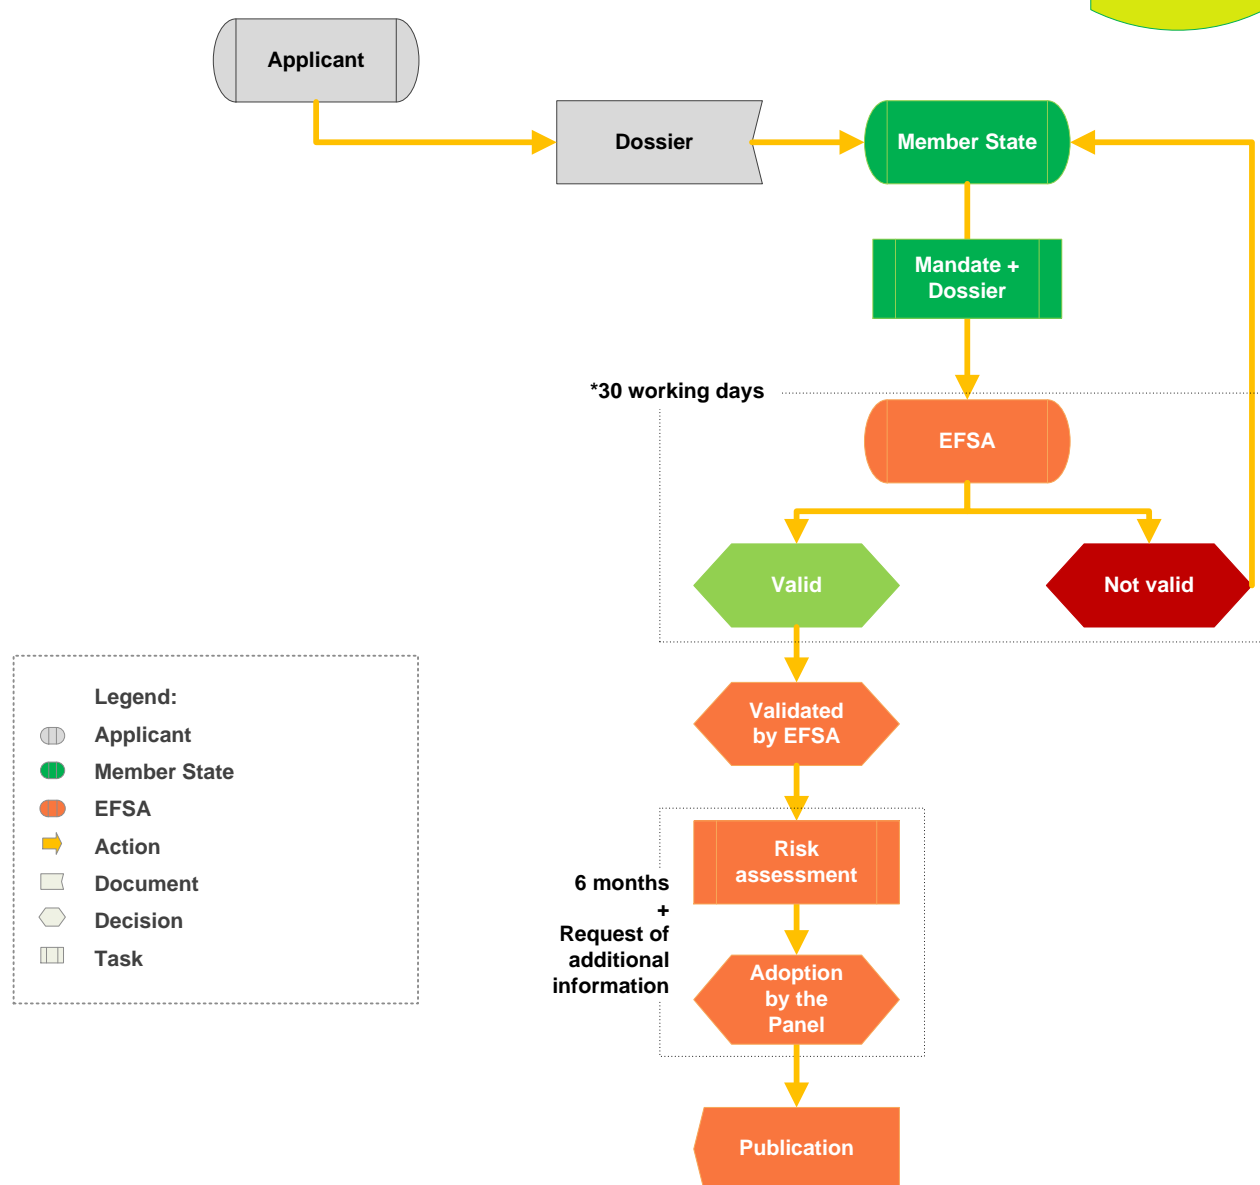 Applicant
Dossier
Member State
Mandate +
Dossier
*30 working days
EFSA
Valid
Not valid
Validated
by EFSA
Risk
assessment
6 months
+
Request of
additional
information
Adoption
by the
Panel
Publication
Legend:
Applicant
Member State
EFSA
Action
Document
Decision
Task